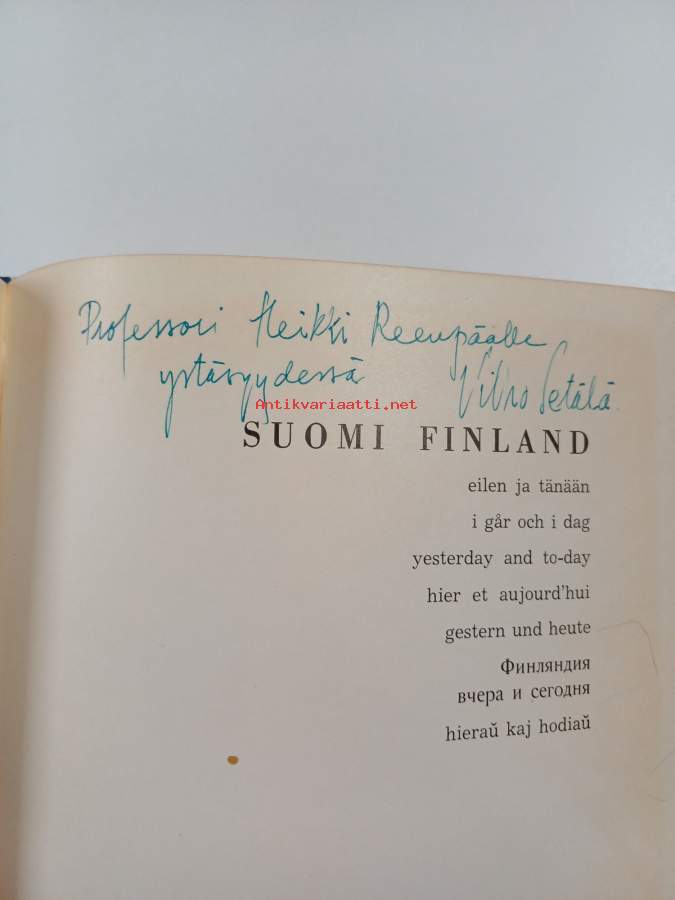 Professori Heikki Reenpäälle
ystävyydessä Vilho Setälä
Antikvariaatti.net
SUOMI FINLAND
eilen ja tänään
i går och i dag
yesterday and to-day
hier et aujourd'hui
gestern und heute
Финляндия
вчера и сегодня
hieraŭ kaj hodiaŭ